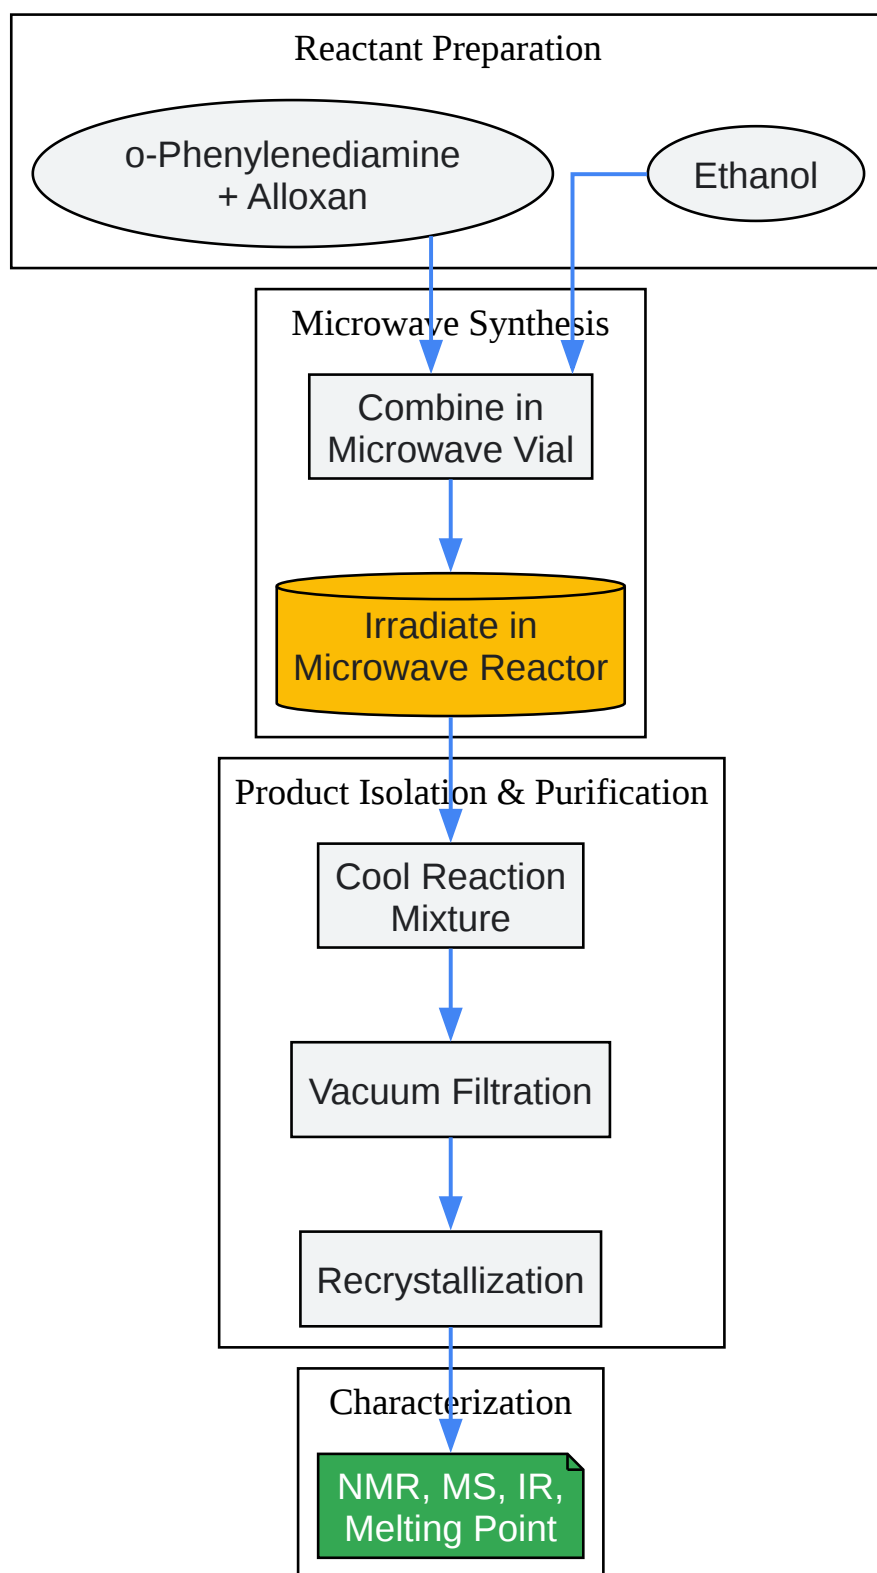 Reactant Preparation
o-Phenylenediamine
+ Alloxan
Ethanol
Microwave Synthesis
Combine in
Microwave Vial
Irradiate in
Microwave Reactor
Product Isolation & Purification
Cool Reaction
Mixture
Vacuum Filtration
Recrystallization
Characterization
NMR, MS, IR,
Melting Point